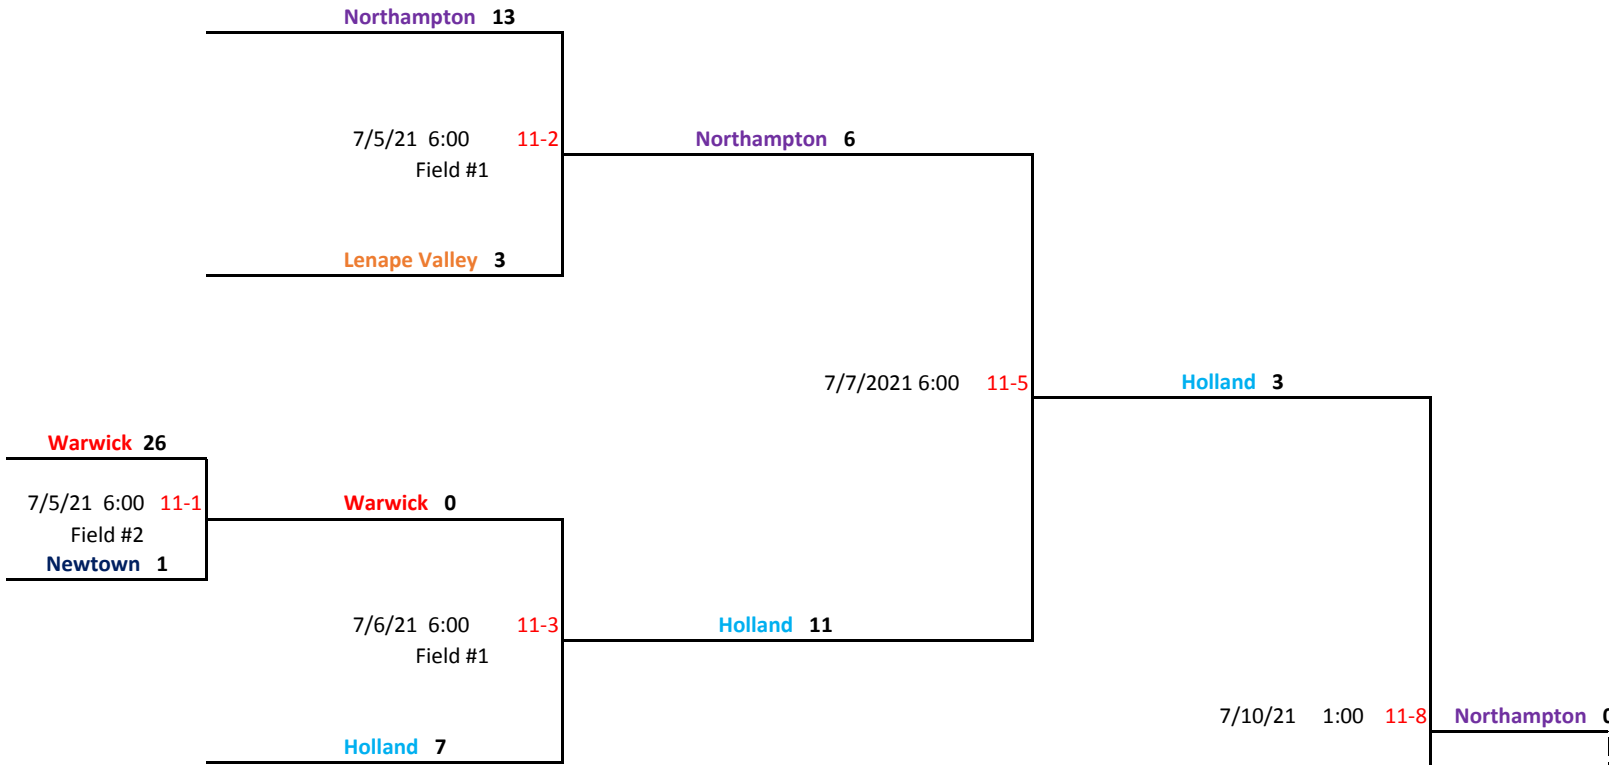 Northampton 13
7/5/21 6:00 11-2
Field #1
Northampton 6
Lenape Valley 3
7/7/2021 6:00 11-5
Holland 3
Warwick 26
7/5/21 6:00 11-1
Field #2
Newtown 1
Warwick 0
7/6/21 6:00 11-3
Field #1
Holland 11
Holland 7
7/10/21 1:00 11-8
Northampton